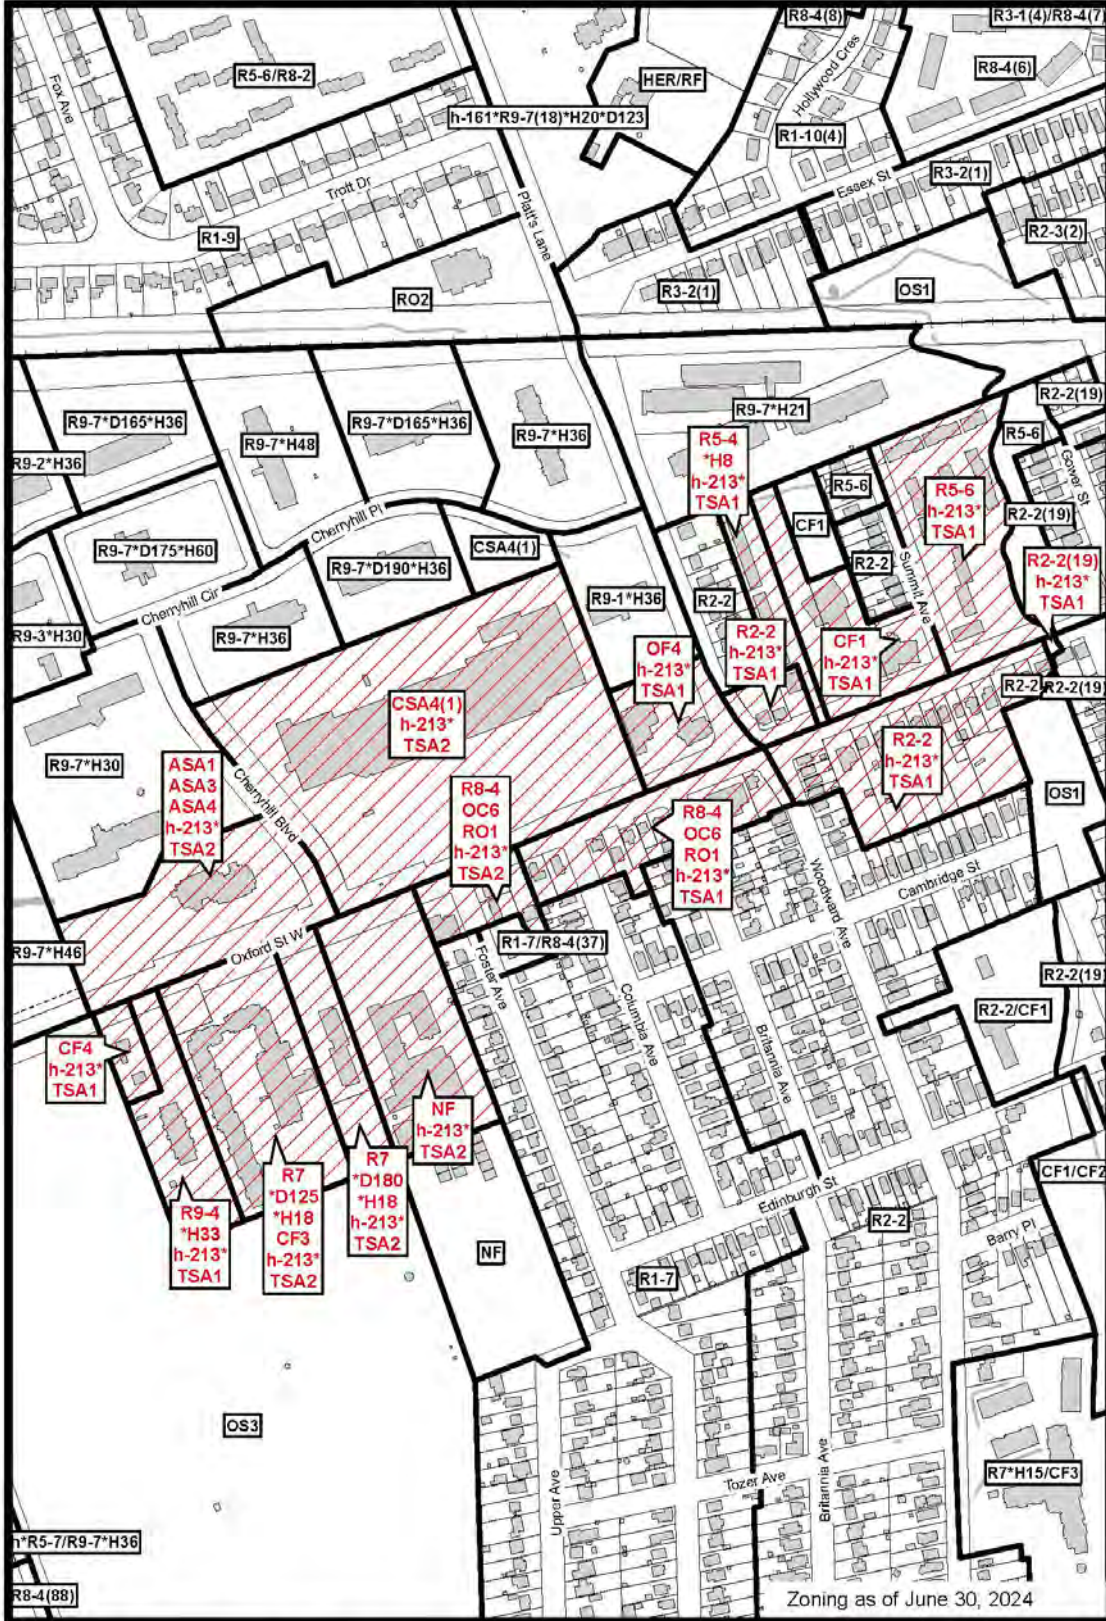 R8-4(8)
R3-1(4)/R8-4(7)
Hollywood Cres
R5-6/R8-2
HER/RF
R8-4(6)
Fox Ave
h-161*R9-7(18)*H20*D123
R1-10(4)
Trott Dr
Essex St
R3-2(1)
Platt's Lane
R1-9
R2-3(2)
RO2
R3-2(1)
OS1
R9-7*D165*H36
R9-7*H48
R9-7*D165*H36
R9-7*H36
R9-7*H21
R2-2(19)
R9-2*H36
R5-4
*H8
h-213*
TSA1
R5-6
R5-6
Gower St
R5-6
h-213*
TSA1
R2-2(19)
CF1
Cherryhill Pl
R9-7*D175*H60
CSA4(1)
R2-2
Summit Ave
R2-2(19)
h-213*
TSA1
R9-7*D190*H36
R9-1*H36
R2-2
Cherryhill Cir
R9-3*H30
R9-7*H36
R2-2
h-213*
TSA1
CF1
h-213*
TSA1
OF4
h-213*
TSA1
R2-2
R2-2(19)
CSA4(1)
h-213*
TSA2
R9-7*H30
ASA1
ASA3
ASA4
h-213*
TSA2
Cherryhill Blvd
R8-4
OC6
RO1
h-213*
TSA2
R8-4
OC6
RO1
h-213*
TSA1
R2-2
h-213*
TSA1
OS1
Woodward Ave
Cambridge St
R9-7*H46
Oxford St W
R1-7/R8-4(37)
Foster Ave
Columbia Ave
R2-2(19)
R2-2/CF1
CF4
h-213*
TSA1
Britannia Ave
NF
h-213*
TSA2
R7
*D180
*H18
h-213*
TSA2
R7
*D125
*H18
CF3
h-213*
TSA2
R9-4
*H33
h-213*
TSA1
CF1/CF2
Edinburgh St
R2-2
Barry Pl
NF
R1-7
OS3
Upper Ave
Tozer Ave
Britannia Ave
R7*H15/CF3
h*R5-7/R9-7*H36
R8-4(88)
Zoning as of June 30, 2024